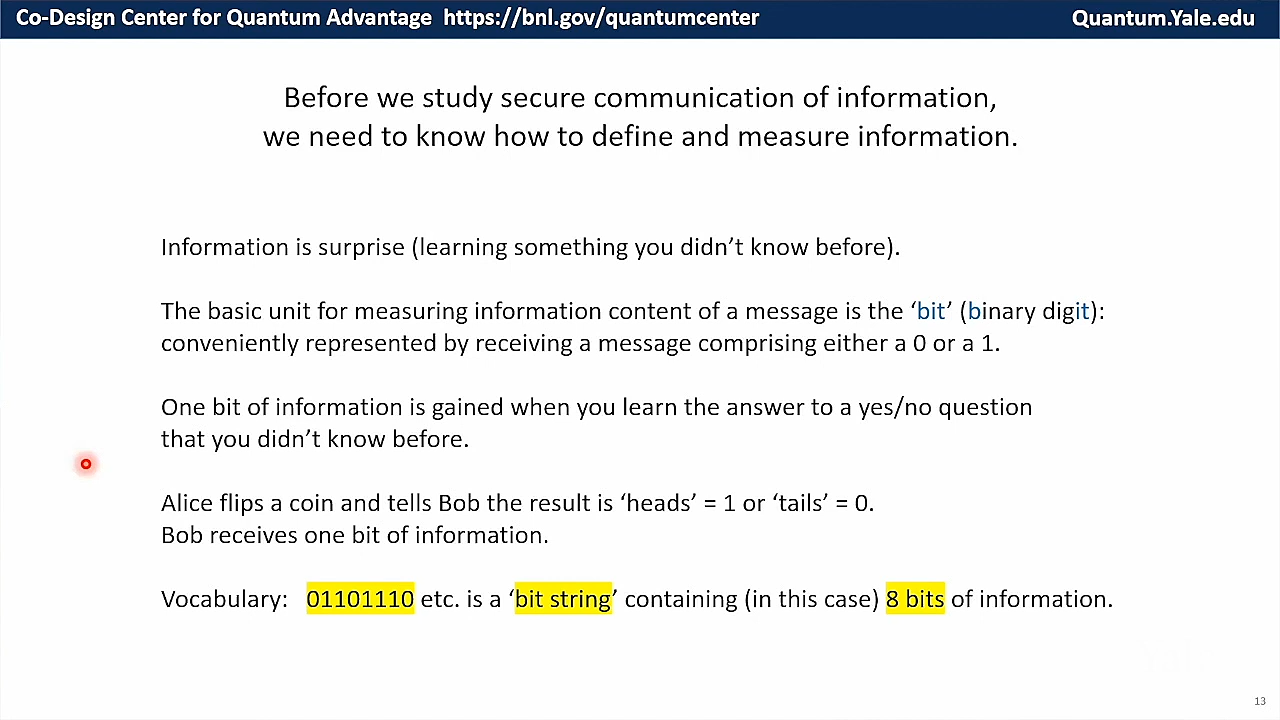 Co-Design Center for Quantum Advantage https://bnl.gov/quantumcenter Quantum.Yale.edu
Before we study secure communication of information,
we need to know how to define and measure information.
Information is surprise (learning something you didn’t know before).
The basic unit for measuring information content of a message is the ‘bit’ (binary digit):
conveniently represented by receiving a message comprising either a 0 or a 1.
One bit of information is gained when you learn the answer to a yes/no question
that you didn’t know before.
Alice flips a coin and tells Bob the result is ‘heads’ = 1 or ‘tails’ = 0.
Bob receives one bit of information.
Vocabulary: 01101110 etc. is a ‘bit string’ containing (in this case) 8 bits of information.
13